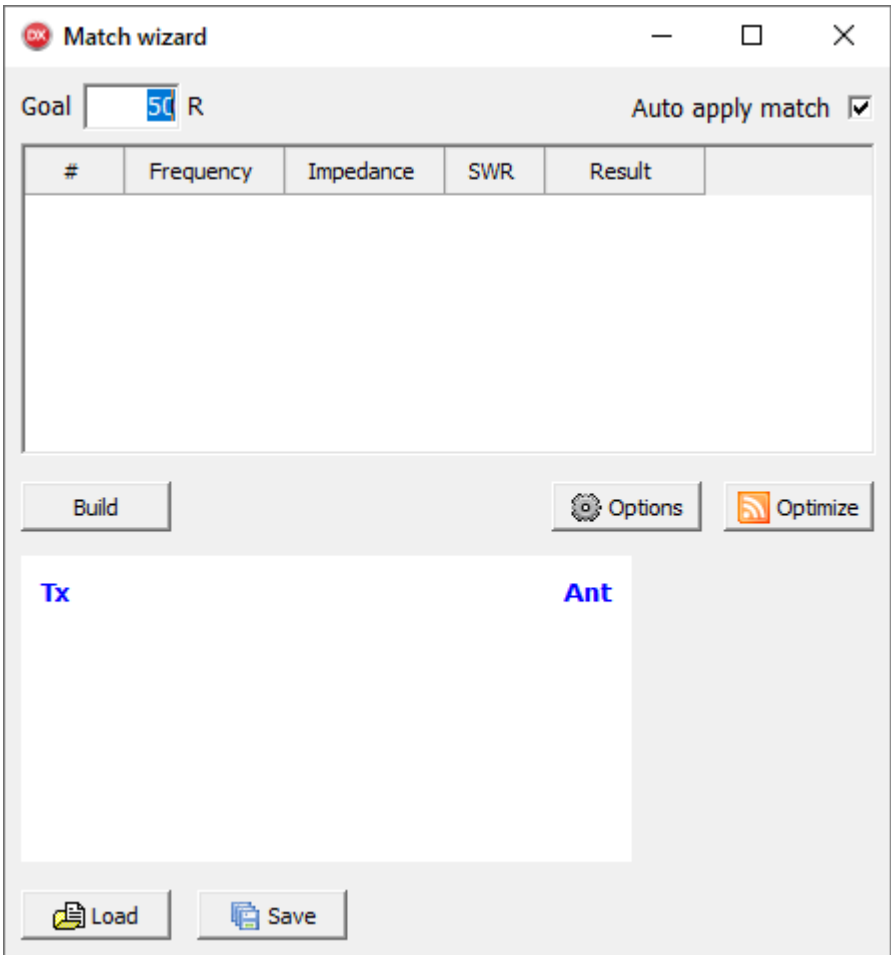 DX Match wizard
Goal 50 R Auto apply match
# Frequency Impedance SWR Result
Build Options Optimize
Tx Ant
Load Save